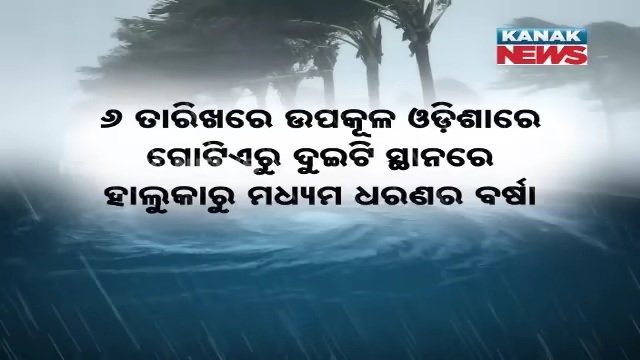 KANAK
NEWS
୬ ତାରିଖରେ ଉପକୂଳ ଓଡ଼ିଶାରେ
ଗୋଟିଏରୁ ଦୁଇଟି ସ୍ଥାନରେ
ହାଲୁକାରୁ ମଧ୍ୟମ ଧରଣର ବର୍ଷା